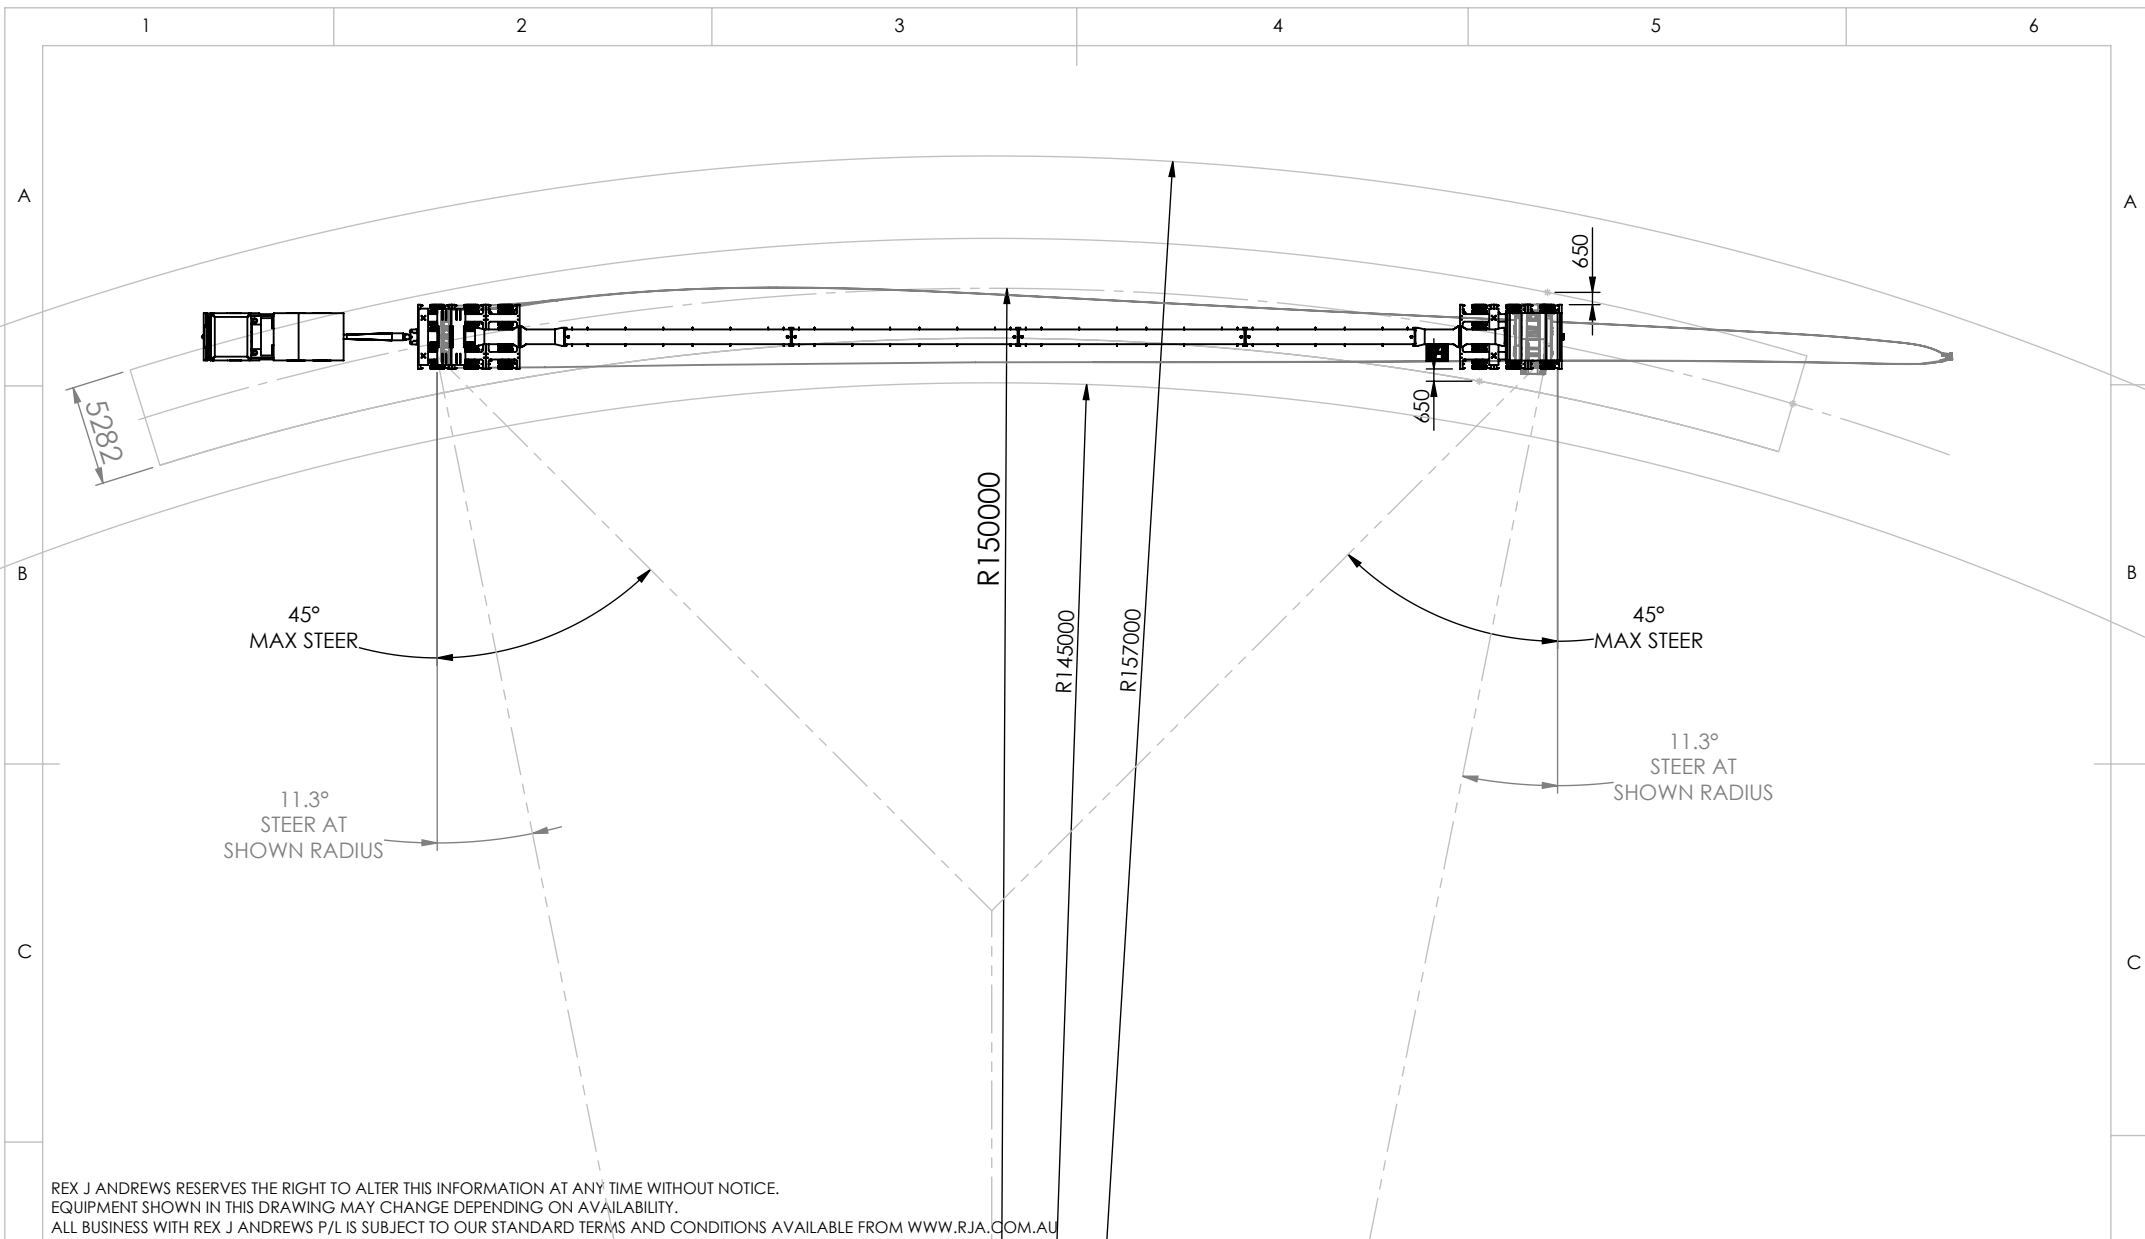 1
2
3
4
5
6
A
A
650
5282
650
R150000
B
B
45°
MAX STEER
R145000
R157000
45°
MAX STEER
11.3°
STEER AT
SHOWN RADIUS
11.3°
STEER AT
SHOWN RADIUS
C
C
REX J ANDREWS RESERVES THE RIGHT TO ALTER THIS INFORMATION AT ANY TIME WITHOUT NOTICE.
EQUIPMENT SHOWN IN THIS DRAWING MAY CHANGE DEPENDING ON AVAILABILITY.
ALL BUSINESS WITH REX J ANDREWS P/L IS SUBJECT TO OUR STANDARD TERMS AND CONDITIONS AVAILABLE FROM WWW.RJA.COM.AU